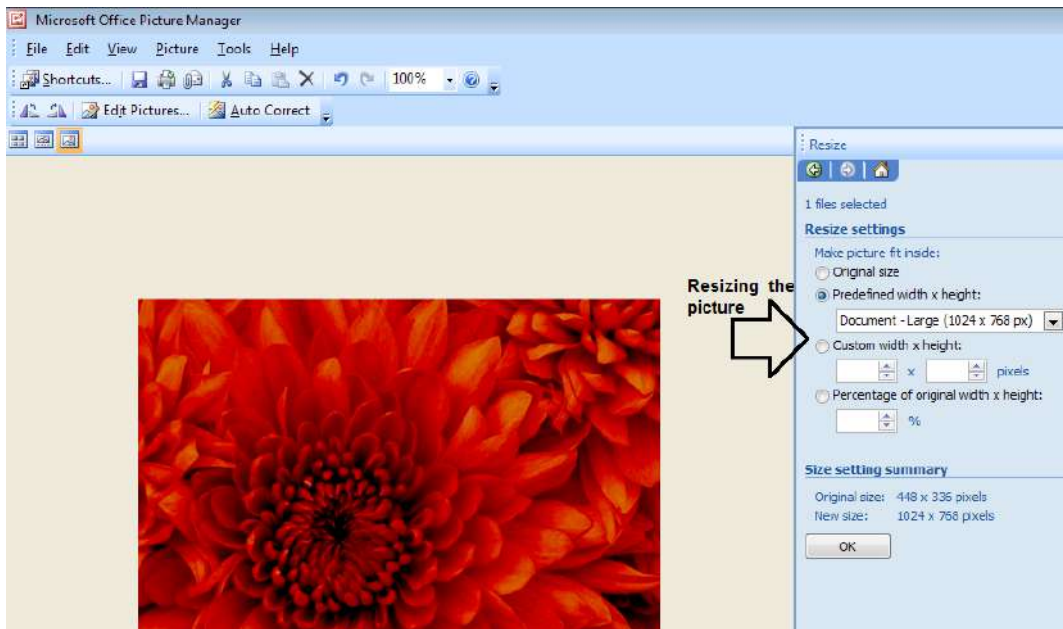 Microsoft Office Picture Manager
File Edit View Picture Tools Help
Shortcuts... 100%
Edit Pictures... Auto Correct
Resize
1 files selected
Resize settings
Make picture fit inside:
Original size
Resizing the
picture
Predefined width x height:
Document - Large (1024 x 768 px)
Custom width x height:
x pixels
Percentage of original width x height:
%
Size setting summary
Original size: 448 x 336 pixels
New size: 1024 x 768 pixels
OK